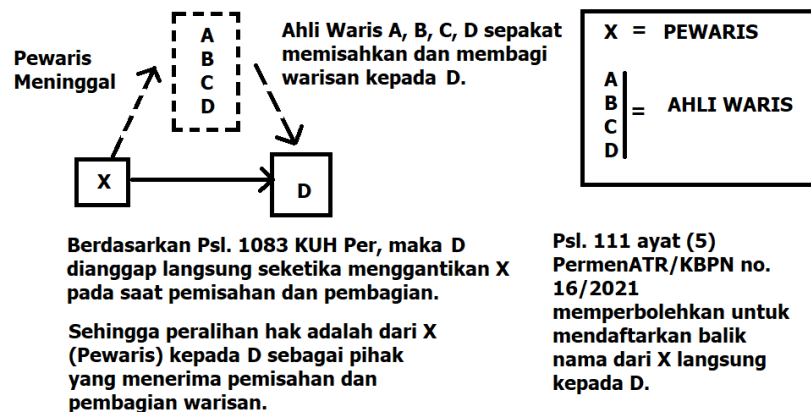 Pewaris
Meninggal
A
B
C
D
Ahli Waris A, B, C, D sepakat
memisahkan dan membagi
warisan kepada D.
X
D
X = PEWARIS
A
B
C
D
= AHLI WARIS
Berdasarkan Psl. 1083 KUH Per, maka D
dianggap langsung seketika menggantikan X
pada saat pemisahan dan pembagian.
Sehingga peralihan hak adalah dari X
(Pewaris) kepada D sebagai pihak
yang menerima pemisahan dan
pembagian warisan.
Psl. 111 ayat (5)
PermenATR/KBPN no.
16/2021
memperbolehkan untuk
mendaftarkan balik
nama dari X langsung
kepada D.